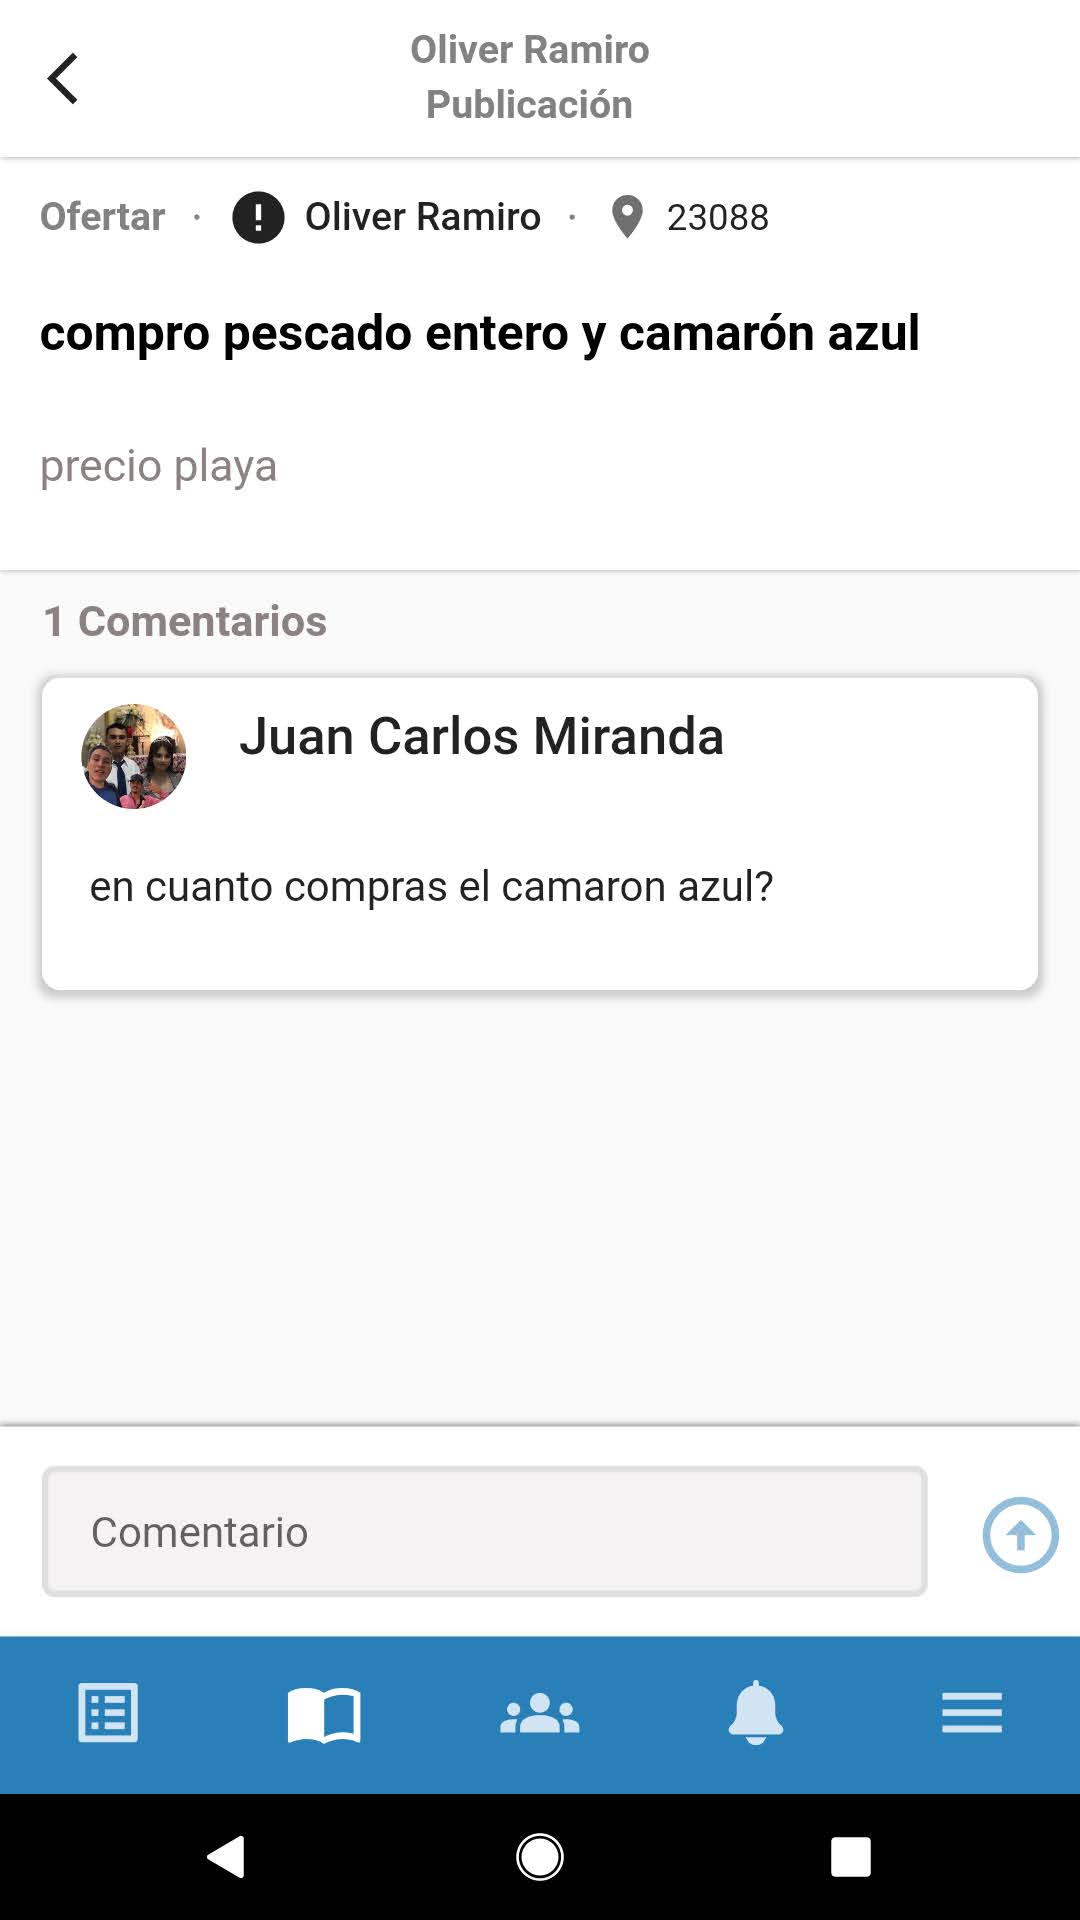 Oliver Ramiro
Publicación
Ofertar · Oliver Ramiro · 23088
compro pescado entero y camarón azul
precio playa
1 Comentarios
Juan Carlos Miranda
en cuanto compras el camaron azul?
Comentario